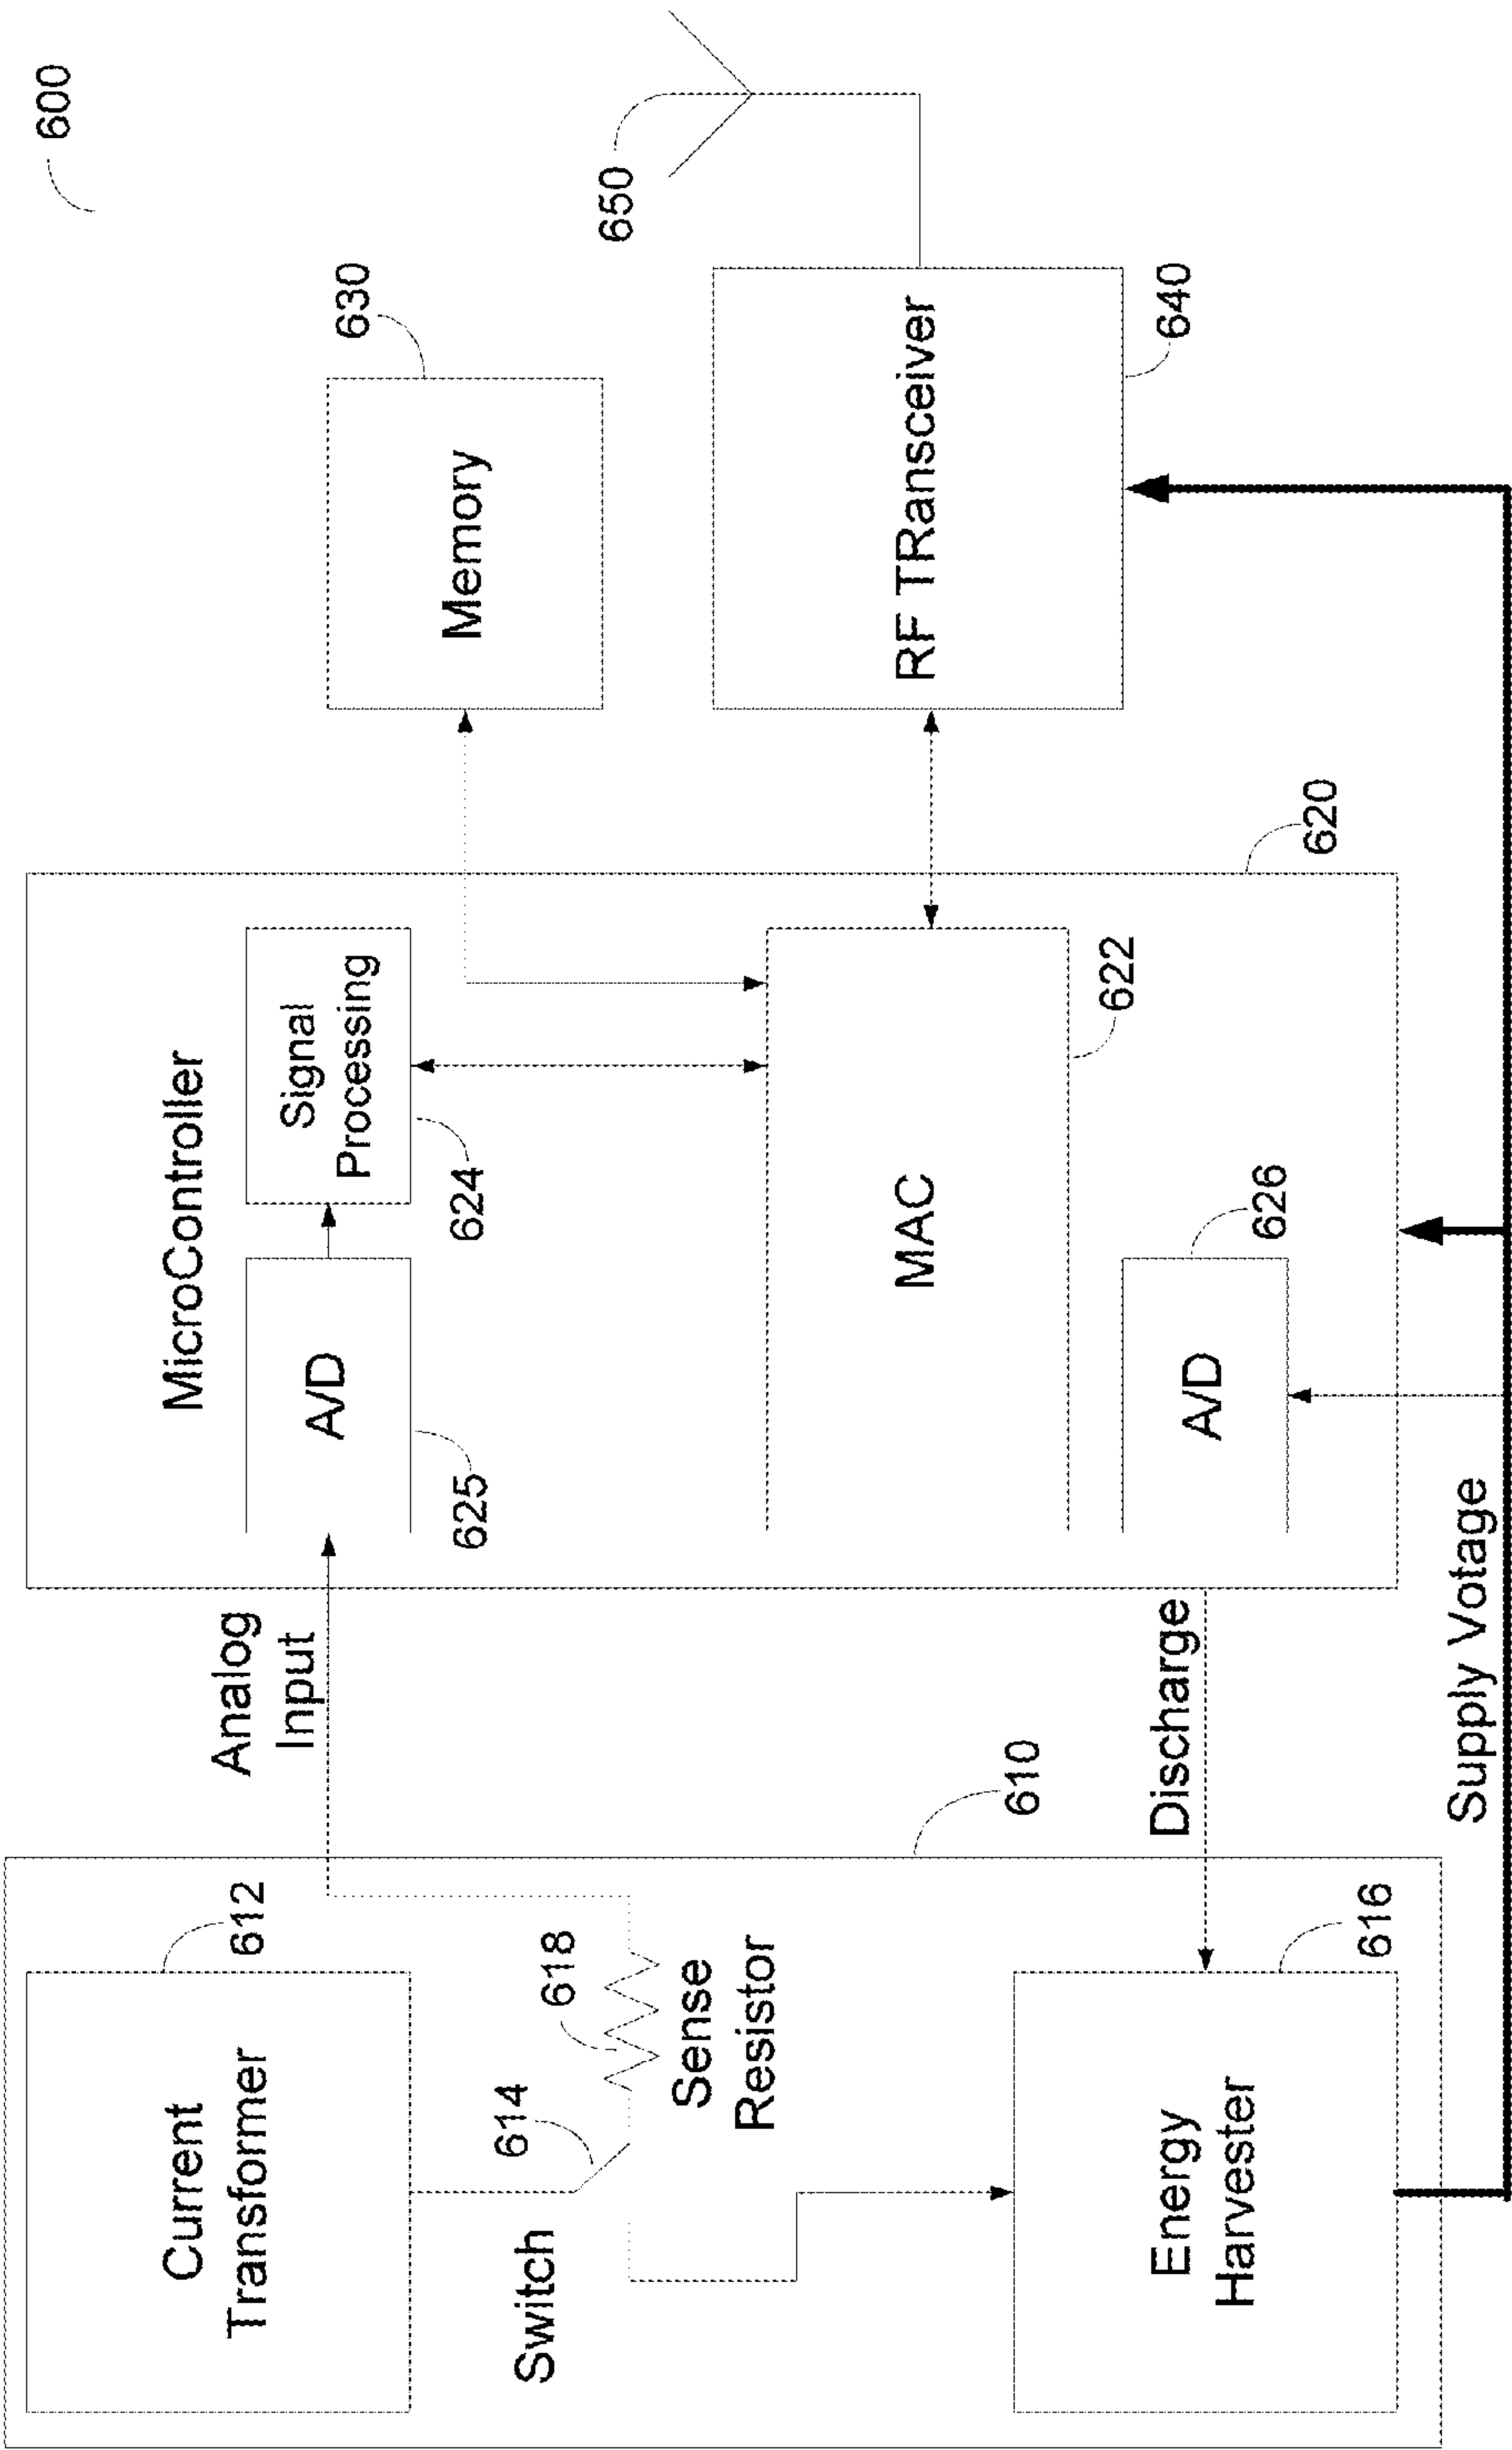 600
Current
Transformer
612
Switch
614
618
Sense
Resistor
Energy
Harvester
616
610
Analog
Input
Discharge
Supply Votage
MicroController
A/D
625
Signal
Processing
624
MAC
622
A/D
626
620
Memory
630
RF TRansceiver
640
650